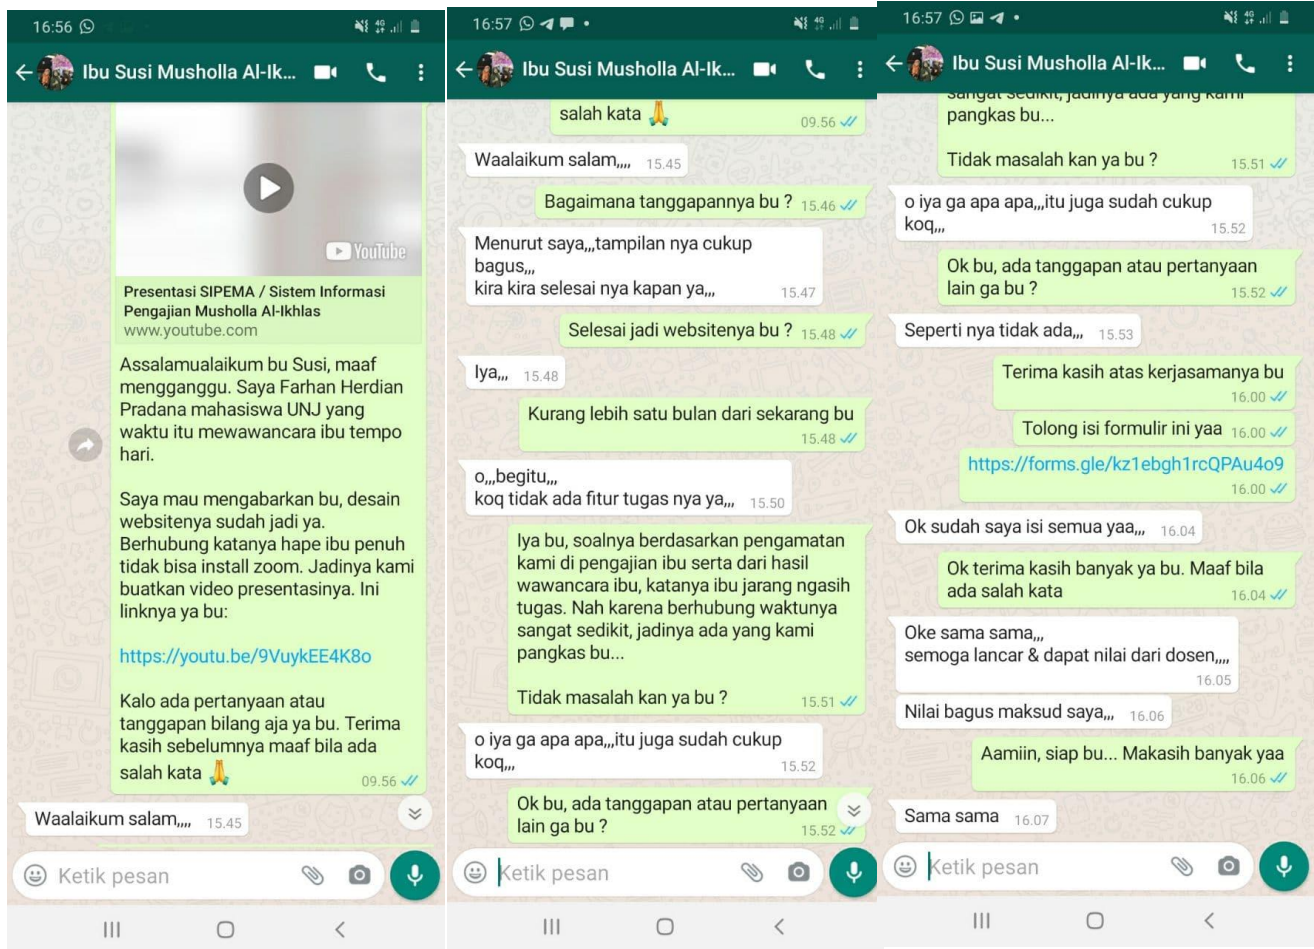 16:56
4G
Ibu Susi Musholla Al-Ik...
YouTube
Presentasi SIPEMA / Sistem Informasi
Pengajian Musholla Al-Ikhlas
www.youtube.com
Assalamualaikum bu Susi, maaf
mengganggu. Saya Farhan Herdian
Pradana mahasiswa UNJ yang
waktu itu mewawancara ibu tempo
hari.
Saya mau mengabarkan bu, desain
websitenya sudah jadi ya.
Berhubung katanya hape ibu penuh
tidak bisa install zoom. Jadinya kami
buatkan video presentasinya. Ini
linknya ya bu:
https://youtu.be/9VuykEE4K8o
Kalo ada pertanyaan atau
tanggapan bilang aja ya bu. Terima
kasih sebelumnya maaf bila ada
salah kata 🙏 09.56
Waalaikum salam,,,, 15.45
Ketik pesan
16:57
4G
Ibu Susi Musholla Al-Ik...
salah kata 🙏 09.56
Waalaikum salam,,,, 15.45
Bagaimana tanggapannya bu ? 15.46
Menurut saya,,,tampilan nya cukup
bagus,,,
kira kira selesai nya kapan ya,,, 15.47
Selesai jadi websitenya bu ? 15.48
Iya,,, 15.48
Kurang lebih satu bulan dari sekarang bu
15.48
o,,,begitu,,,
koq tidak ada fitur tugas nya ya,,, 15.50
Iya bu, soalnya berdasarkan pengamatan
kami di pengajian ibu serta dari hasil
wawancara ibu, katanya ibu jarang ngasih
tugas. Nah karena berhubung waktunya
sangat sedikit, jadinya ada yang kami
pangkas bu...
Tidak masalah kan ya bu ? 15.51
o iya ga apa apa,,,itu juga sudah cukup
koq,,, 15.52
Ok bu, ada tanggapan atau pertanyaan
lain ga bu ? 15.52
Ketik pesan
16:57
4G
Ibu Susi Musholla Al-Ik...
sangat sedikit, jadinya ada yang kami
pangkas bu...
Tidak masalah kan ya bu ? 15.51
o iya ga apa apa,,,itu juga sudah cukup
koq,,, 15.52
Ok bu, ada tanggapan atau pertanyaan
lain ga bu ? 15.52
Seperti nya tidak ada,,, 15.53
Terima kasih atas kerjasamanya bu
16.00
Tolong isi formulir ini yaa 16.00
https://forms.gle/kz1ebgh1rcQPAu4o9
16.00
Ok sudah saya isi semua yaa,,, 16.04
Ok terima kasih banyak ya bu. Maaf bila
ada salah kata 16.04
Oke sama sama,,,
semoga lancar & dapat nilai dari dosen,,,,
16.05
Nilai bagus maksud saya,,, 16.06
Aamiin, siap bu... Makasih banyak yaa
16.06
Sama sama 16.07
Ketik pesan